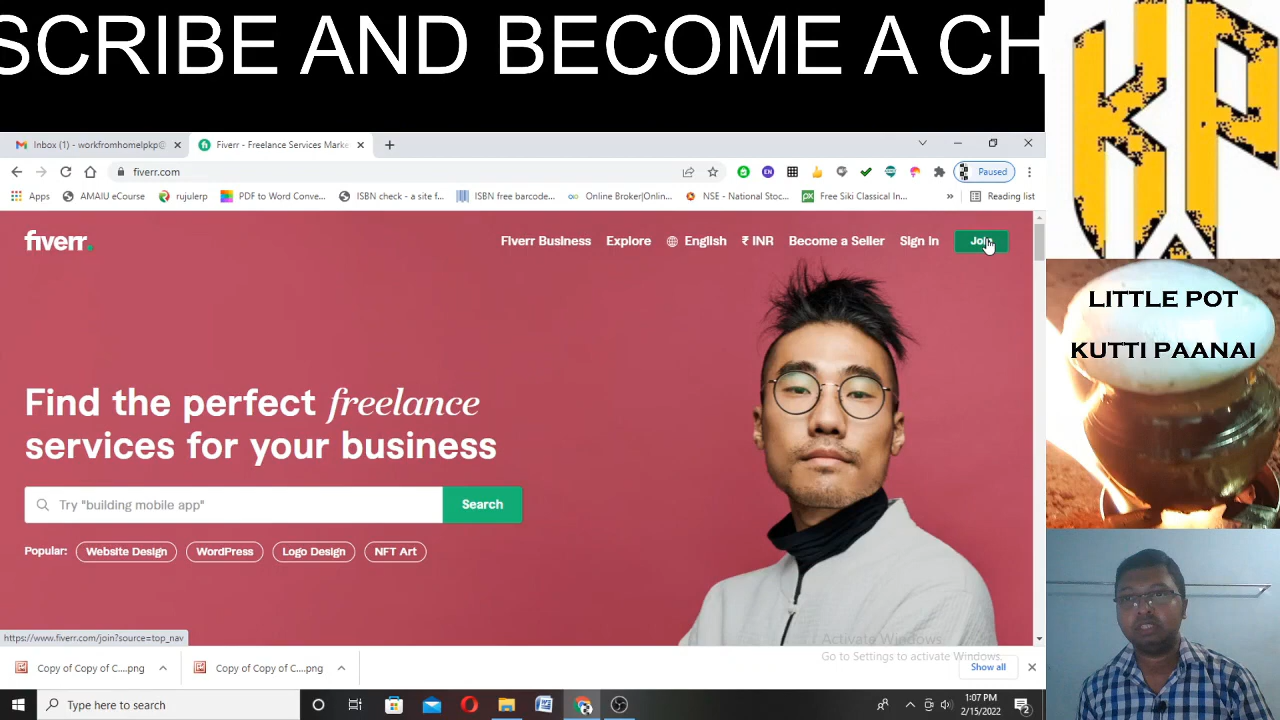 SCRIBE AND BECOME A CH
Inbox (1) - workfromhomelpkp@
Fiverr - Freelance Services Marke
fiverr.com
Paused
Apps
AMAIU eCourse
rujulerp
PDF to Word Conve...
ISBN check - a site f...
ISBN free barcode...
Online Broker|Onlin...
NSE - National Stoc...
Free Siki Classical In...
»
Reading list
fiverr.
Fiverr Business
Explore
English
₹ INR
Become a Seller
Sign In
Join
Find the perfect freelance
services for your business
Try "building mobile app"
Search
Popular:
Website Design
WordPress
Logo Design
NFT Art
https://www.fiverr.com/join?source=top_nav
Activate Windows
Go to Settings to activate Windows.
Copy of Copy of C....png
Copy of Copy of C....png
Show all
Type here to search
1:07 PM
2/15/2022
2
KP
LITTLE POT
KUTTI PAANAI